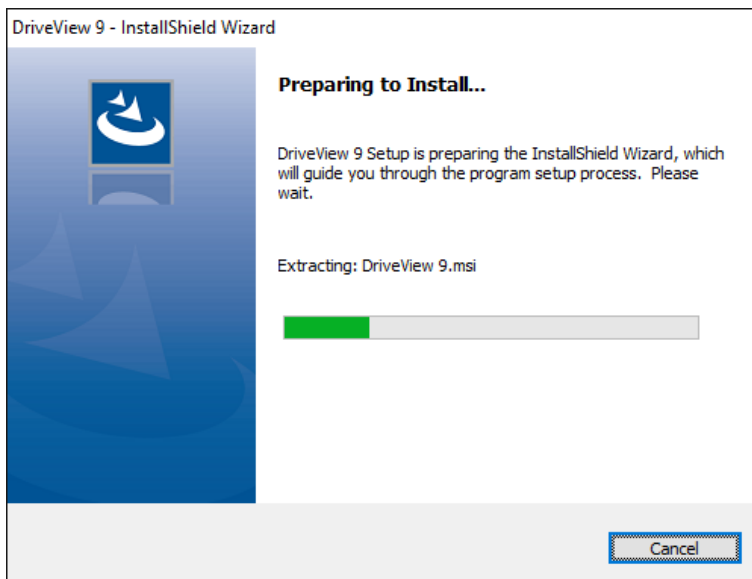 DriveView 9 - InstallShield Wizard
Preparing to Install...
DriveView 9 Setup is preparing the InstallShield Wizard, which
will guide you through the program setup process.  Please
wait.
Extracting: DriveView 9.msi
Cancel